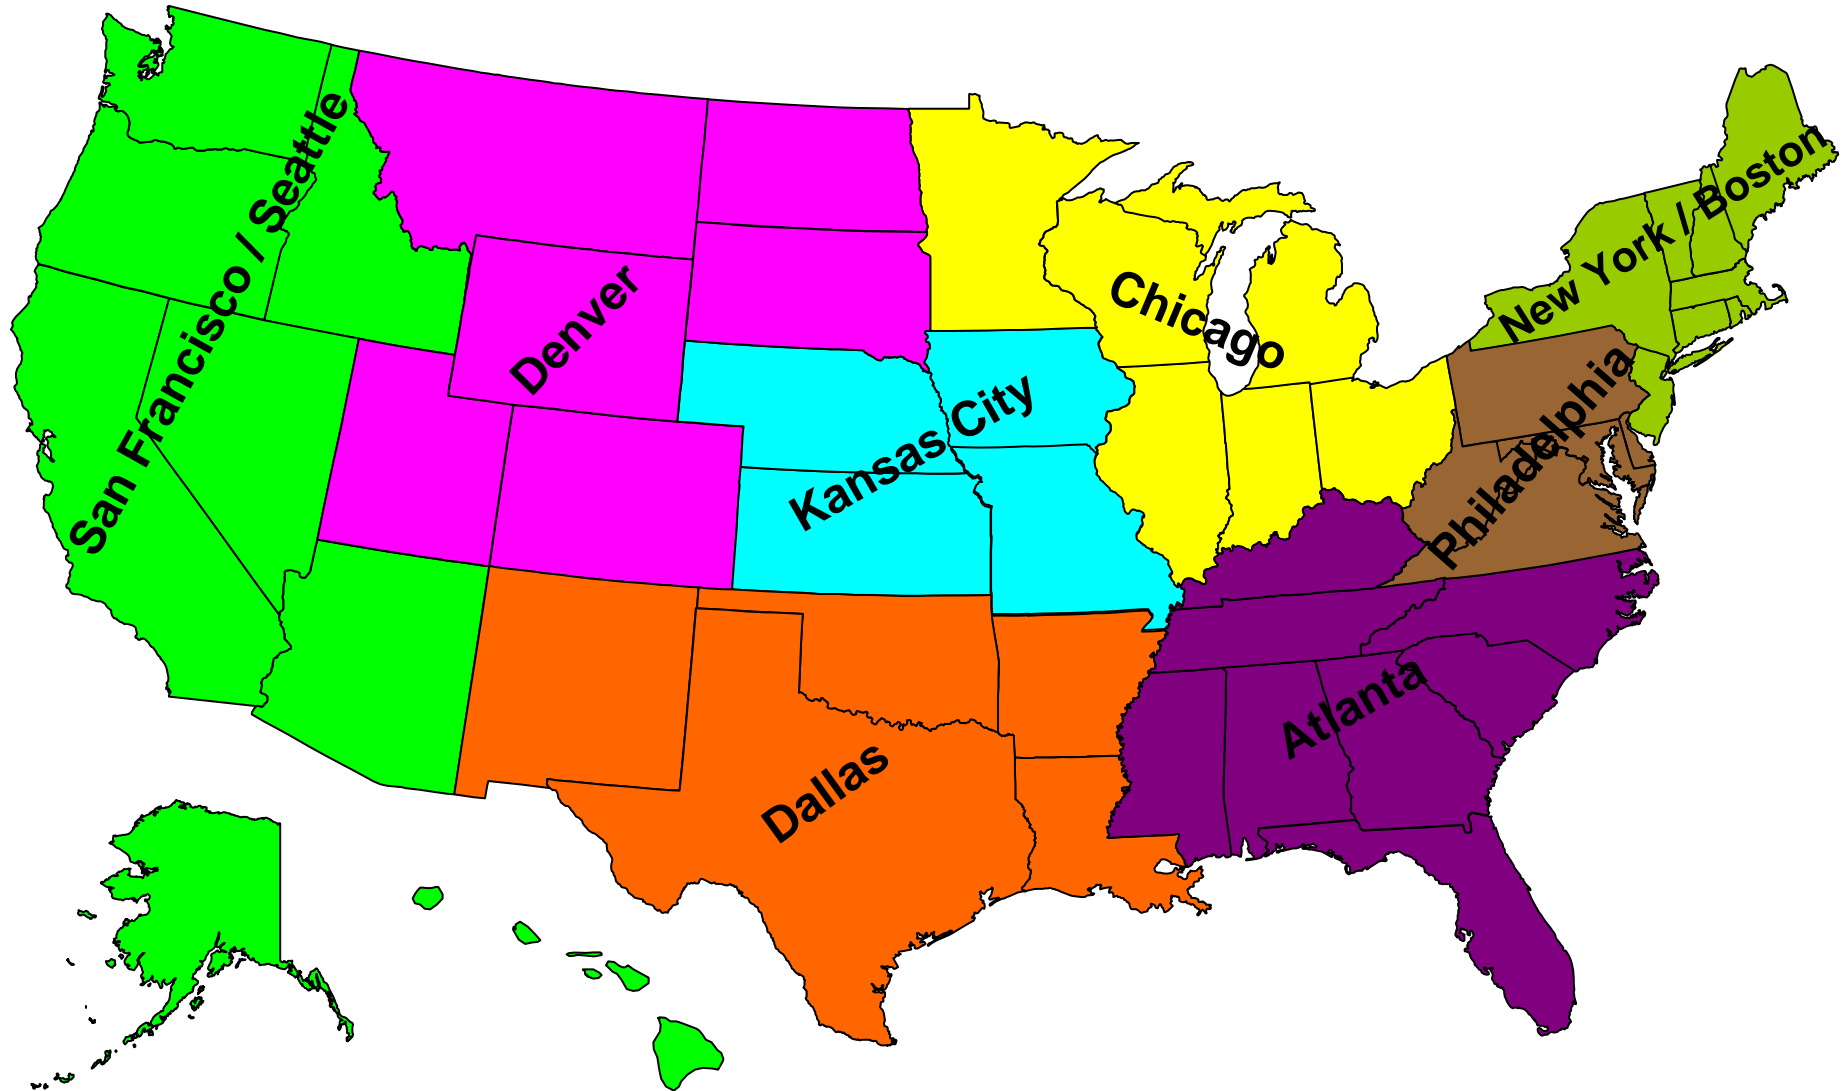 San Francisco / Seattle
Denver
Chicago
New York / Boston
Kansas City
Philadelphia
Dallas
Atlanta